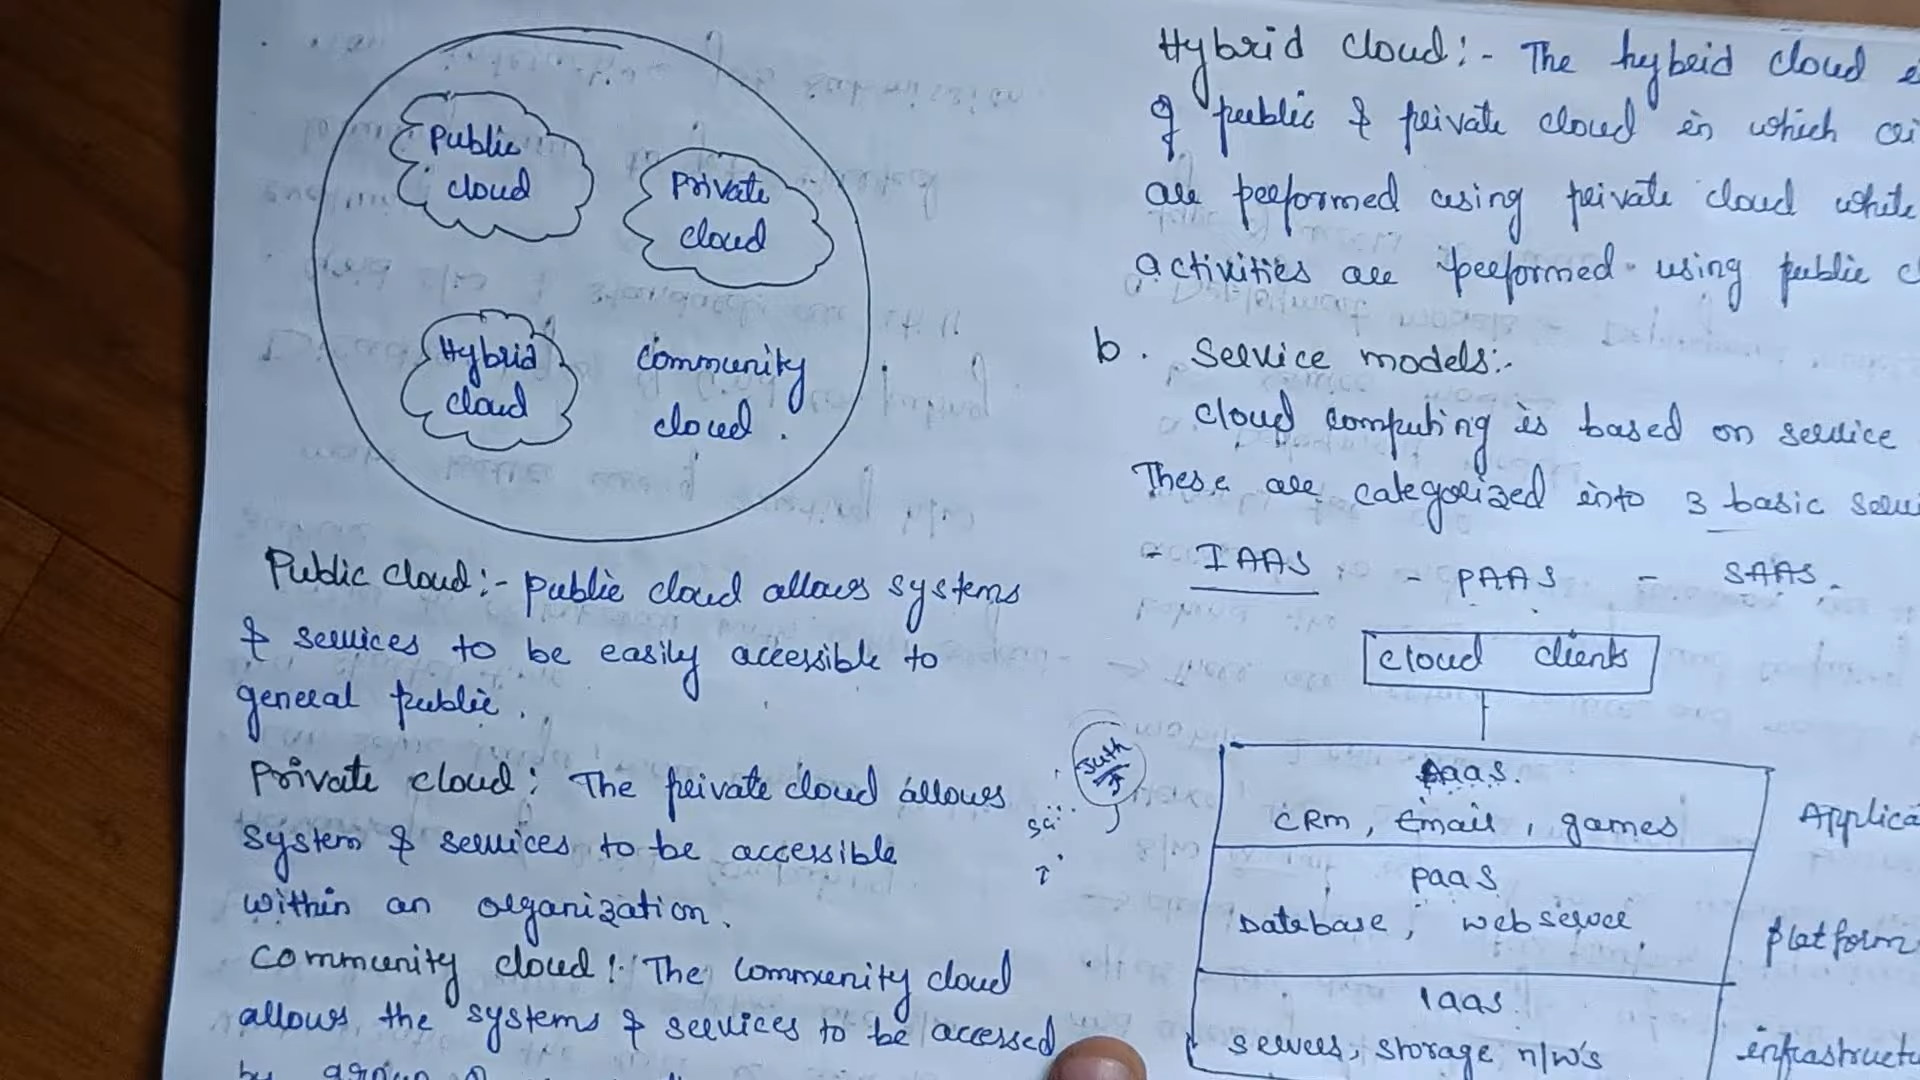 Public
cloud
Private
cloud
Hybrid
cloud
Community
cloud.
Public cloud:- public cloud allows systems
& services to be easily accessible to
general public.
Private cloud: The private cloud allows
system & services to be accessible
within an organization.
Community cloud:- The community cloud
allows the systems & services to be accessed
by group
Hybrid cloud:- The hybrid cloud
of public & private cloud in which
are performed using private cloud while
activities are performed using public
b. Service models:-
cloud computing is based on service
These are categorized into 3 basic
- IAAS - PAAS - SAAS.
cloud clients
Saas.
CRM, Email, games
Paas
Database, web server
Platform
Iaas
servers, storage n/w's